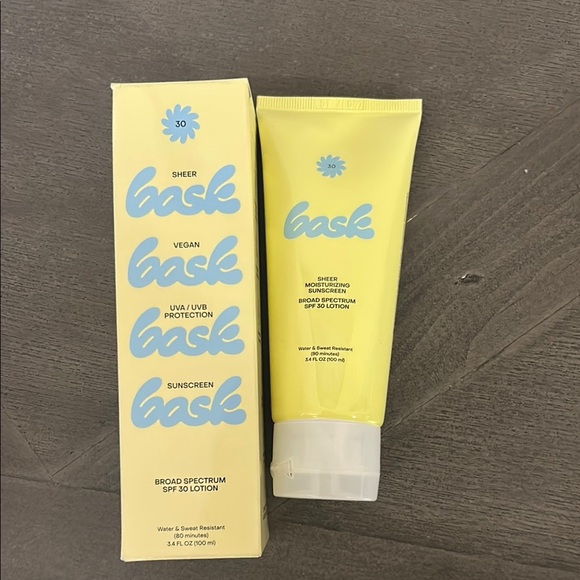 30
SHEER
bask
VEGAN
bask
UVA / UVB
PROTECTION
bask
SUNSCREEN
bask
BROAD SPECTRUM
SPF 30 LOTION
Water & Sweat Resistant
(80 minutes)
3.4 FL OZ (100 ml)
30
bask
SHEER
MOISTURIZING
SUNSCREEN
BROAD SPECTRUM
SPF 30 LOTION
Water & Sweat Resistant
(80 minutes)
3.4 FL OZ (100 ml)